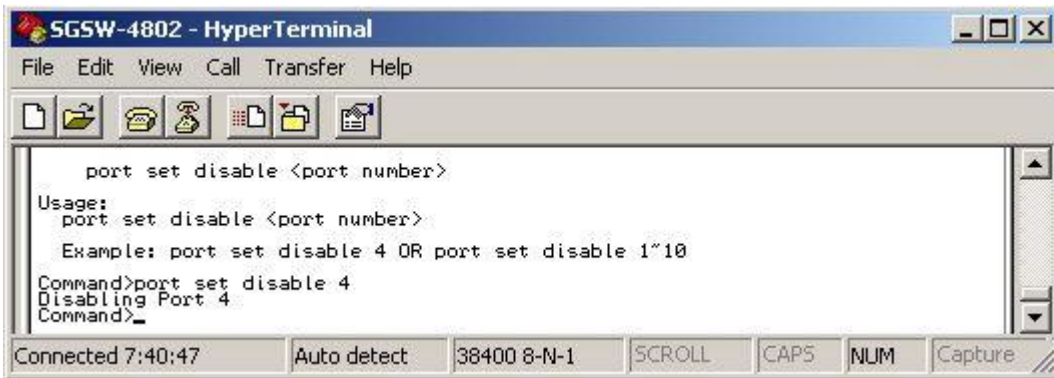 SGSW-4802 - HyperTerminal
File Edit View Call Transfer Help
port set disable <port number>
Usage:
port set disable <port number>
Example: port set disable 4 OR port set disable 1~10
Command>port set disable 4
Disabling Port 4
Command>_
Connected 7:40:47 Auto detect 38400 8-N-1 SCROLL CAPS NUM Capture